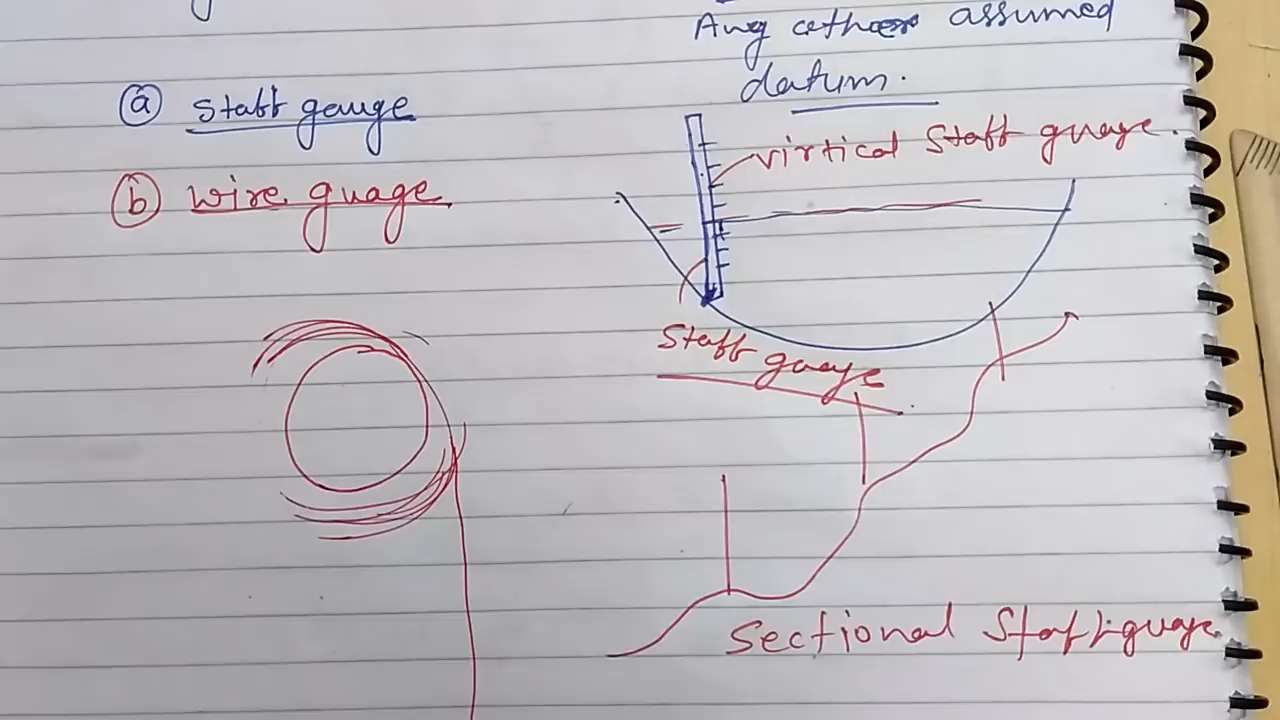 Any other assumed
datum.
(a) staff gauge
(b) wire guage.
virtical Staff guage.
Staff guage
Sectional Staff guage.